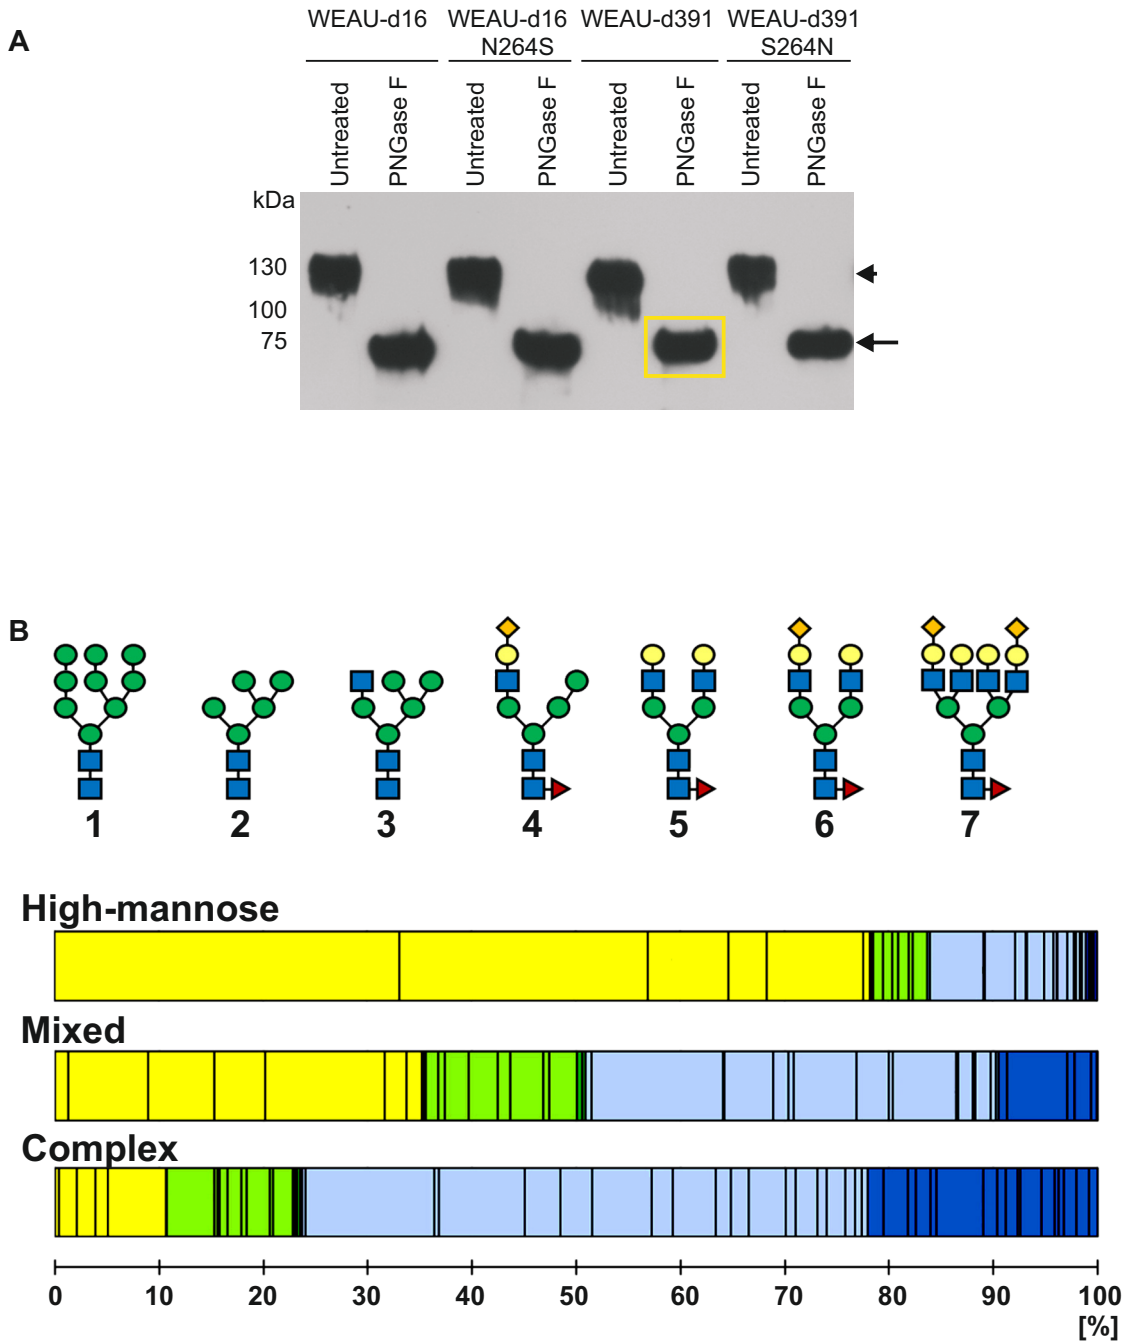 A
WEAU-d16 WEAU-d16 WEAU-d391 WEAU-d391
N264S S264N
Untreated PNGase F Untreated PNGase F Untreated PNGase F Untreated PNGase F
kDa
130
100
75
B
1 2 3 4 5 6 7
High-mannose
Mixed
Complex
0 10 20 30 40 50 60 70 80 90 100
[%]